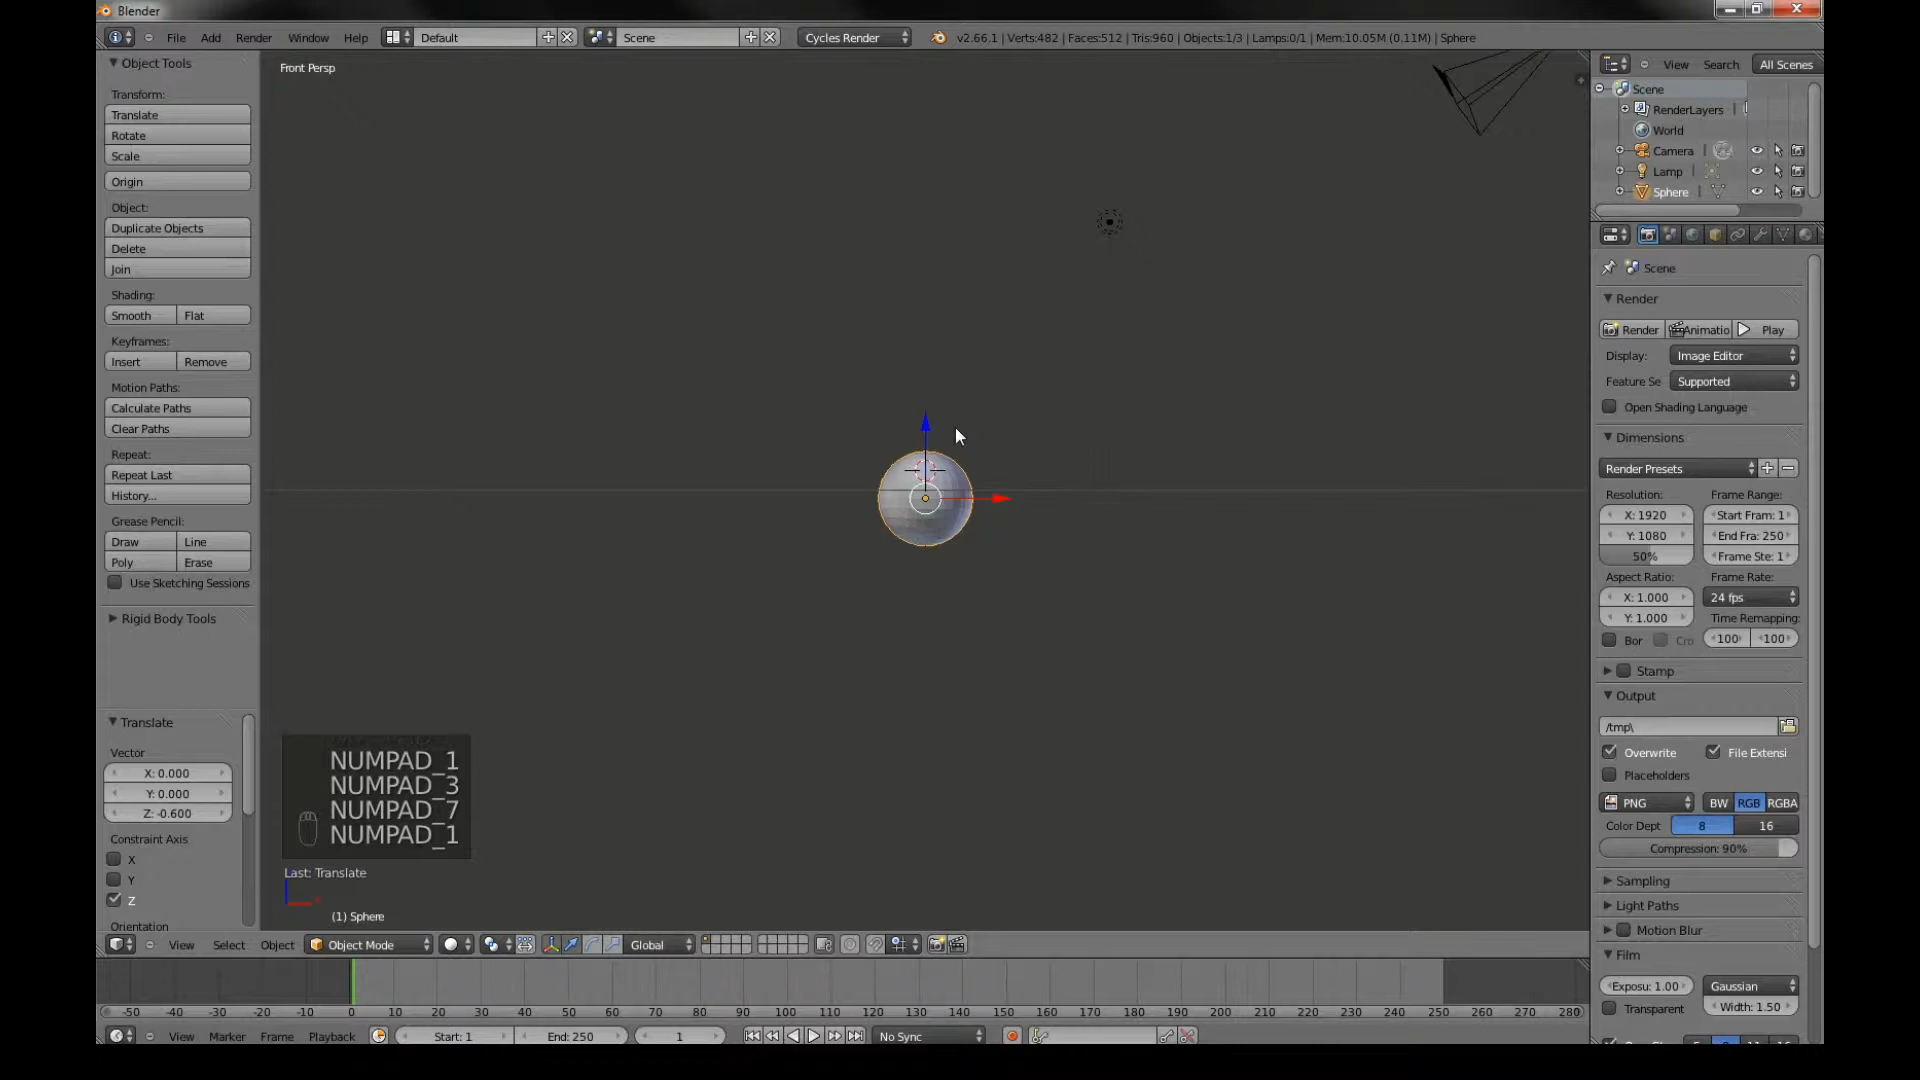 Blender
File Add Render Window Help Default Scene Cycles Render v2.66.1 | Verts:482 | Faces:512 | Tris:960 | Objects:1/3 | Lamps:0/1 | Mem:10.05M (0.11M) | Sphere
Object Tools
Transform:
Translate
Rotate
Scale
Origin
Object:
Duplicate Objects
Delete
Join
Shading:
Smooth Flat
Keyframes:
Insert Remove
Motion Paths:
Calculate Paths
Clear Paths
Repeat:
Repeat Last
History...
Grease Pencil:
Draw Line
Poly Erase
Use Sketching Sessions
Rigid Body Tools
Translate
Vector
X: 0.000
Y: 0.000
Z: -0.600
Constraint Axis
X
Y
Z
Orientation
Front Persp
NUMPAD_1
NUMPAD_3
NUMPAD_7
NUMPAD_1
Last: Translate
(1) Sphere
View Select Object Object Mode Global
-50 -40 -30 -20 -10 0 10 20 30 40 50 60 70 80 90 100 110 120 130 140 150 160 170 180 190 200 210 220 230 240 250 260 270 280
View Marker Frame Playback Start: 1 End: 250 1 No Sync
View Search All Scenes
Scene
RenderLayers
World
Camera
Lamp
Sphere
Scene
Render
Render Animatio Play
Display: Image Editor
Feature Se Supported
Open Shading Language
Dimensions
Render Presets
Resolution: Frame Range:
X: 1920 Start Fram: 1
Y: 1080 End Fra: 250
50% Frame Ste: 1
Aspect Ratio: Frame Rate:
X: 1.000 24 fps
Y: 1.000 Time Remapping:
Bor Cro 100 100
Stamp
Output
/tmp\
Overwrite File Extensi
Placeholders
PNG BW RGB RGBA
Color Dept 8 16
Compression: 90%
Sampling
Light Paths
Motion Blur
Film
Exposu: 1.00 Gaussian
Transparent Width: 1.50